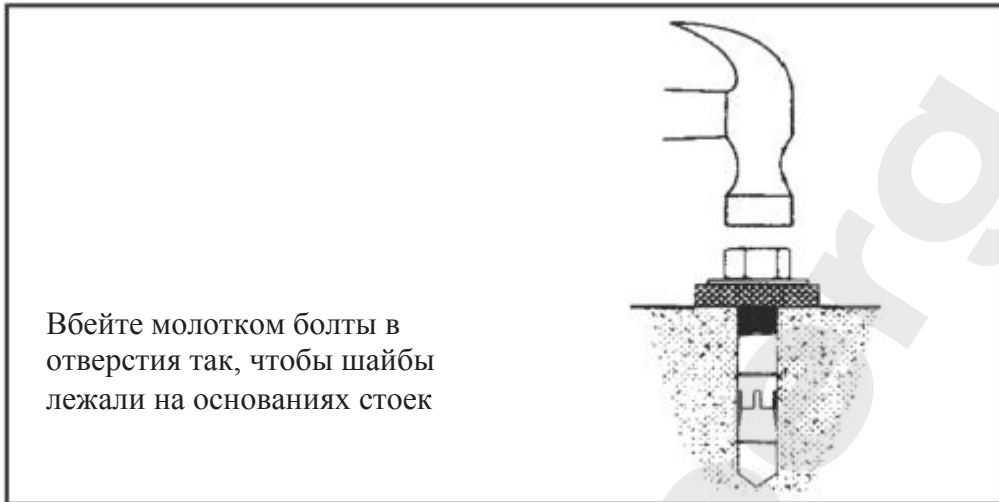 Вбейте молотком болты в
отверстия так, чтобы шайбы
лежали на основаниях стоек